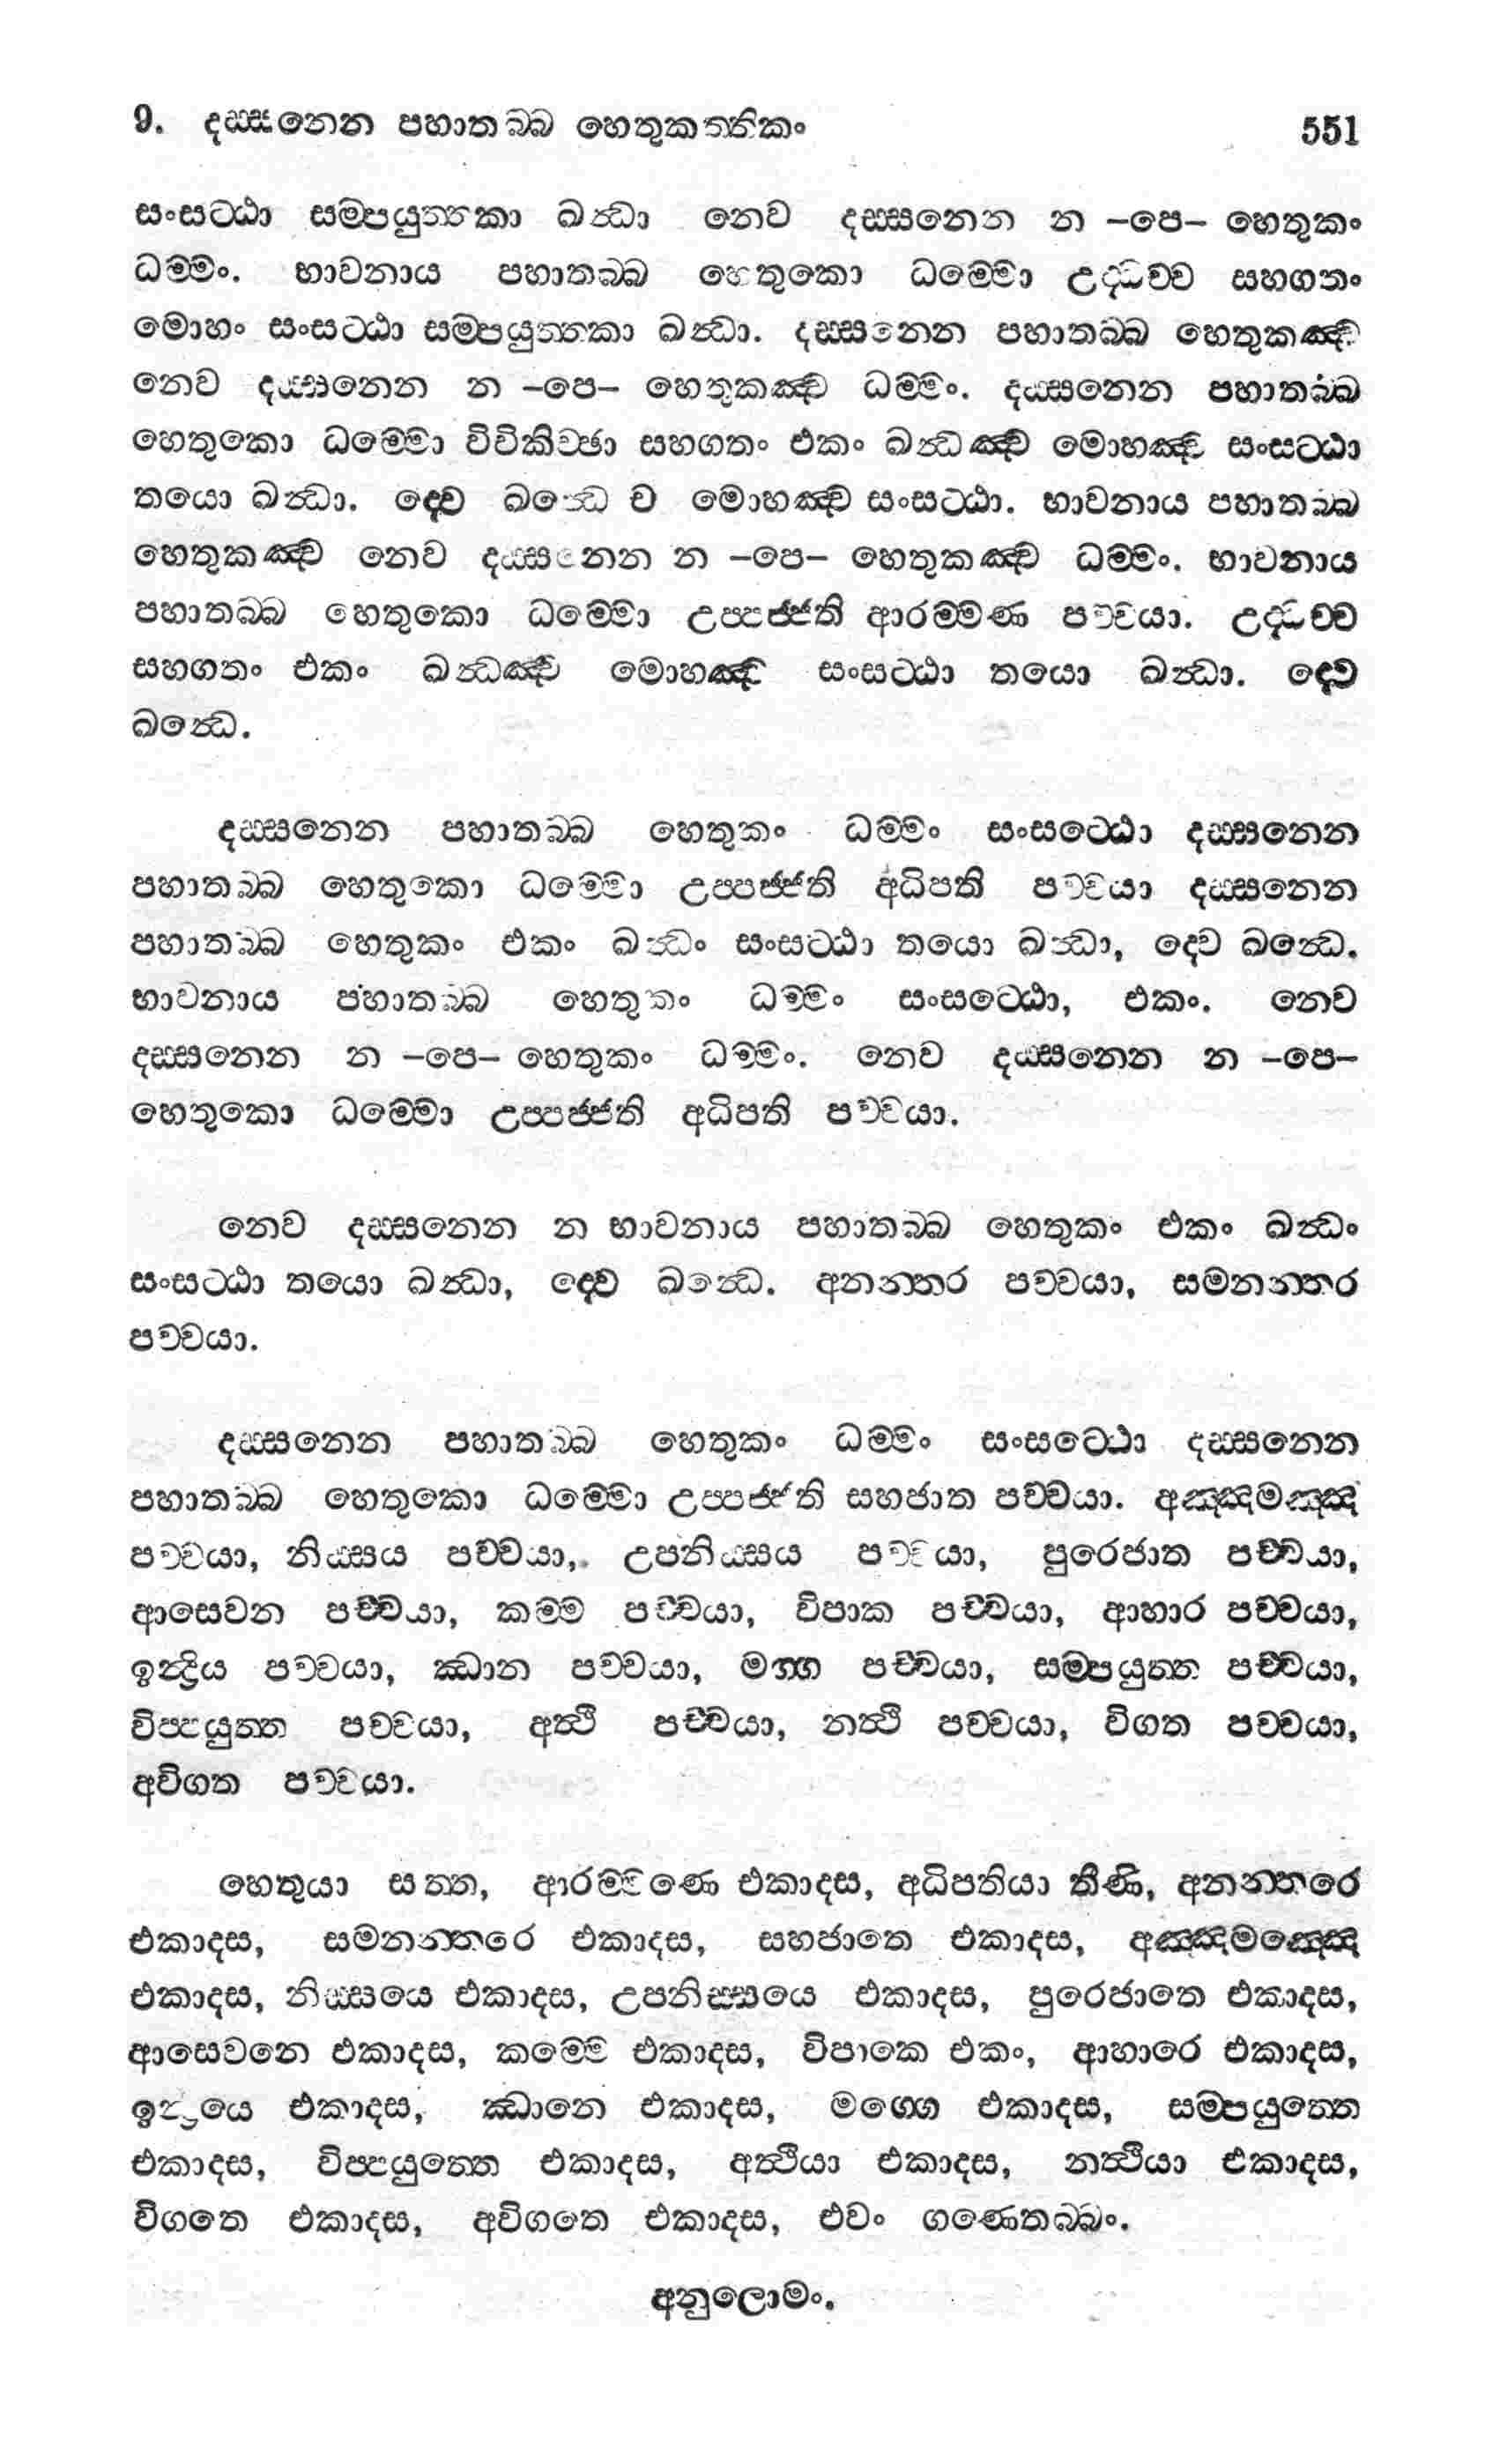 9. දස්සනෙන පහාතබ්බ හෙතුකත්තිකං 551
සංසට්ඨා සම්පයුත්තකා ඛන්ධා නෙව දස්සනෙන න –පෙ– හෙතුකං
ධම්මං. භාවනාය පහාතබ්බ හෙතුකො ධම්මො උද්ධච්ච සහගතං
මොහං සංසට්ඨා සම්පයුත්තකා ඛන්ධා. දස්සනෙන පහාතබ්බ හෙතුකඤ්ච
නෙව දස්සනෙන න –පෙ– හෙතුකඤ්ච ධම්මං. දස්සනෙන පහාතබ්බ
හෙතුකො ධම්මො විචිකිච්ඡා සහගතං එකං ඛන්ධඤ්ච මොහඤ්ච සංසට්ඨා
තයො ඛන්ධා. ද්වෙ ඛන්ධෙ ච මොහඤ්ච සංසට්ඨා. භාවනාය පහාතබ්බ
හෙතුකඤ්ච නෙව දස්සනෙන න –පෙ– හෙතුකඤ්ච ධම්මං. භාවනාය
පහාතබ්බ හෙතුකො ධම්මො උප්පජ්ජති ආරම්මණ පච්චයා. උද්ධච්ච
සහගතං එකං ඛන්ධඤ්ච මොහඤ්ච සංසට්ඨා තයො ඛන්ධා. ද්වෙ
ඛන්ධෙ.
දස්සනෙන පහාතබ්බ හෙතුකං ධම්මං සංසට්ඨො දස්සනෙන
පහාතබ්බ හෙතුකො ධම්මො උප්පජ්ජති අධිපති පච්චයා දස්සනෙන
පහාතබ්බ හෙතුකං එකං ඛන්ධං සංසට්ඨා තයො ඛන්ධා, ද්වෙ ඛන්ධෙ.
භාවනාය පහාතබ්බ හෙතුකං ධම්මං සංසට්ඨො, එකං. නෙව
දස්සනෙන න –පෙ– හෙතුකං ධම්මං. නෙව දස්සනෙන න –පෙ–
හෙතුකො ධම්මො උප්පජ්ජති අධිපති පච්චයා.
නෙව දස්සනෙන න භාවනාය පහාතබ්බ හෙතුකං එකං ඛන්ධං
සංසට්ඨා තයො ඛන්ධා, ද්වෙ ඛන්ධෙ. අනන්තර පච්චයා, සමනන්තර
පච්චයා.
දස්සනෙන පහාතබ්බ හෙතුකං ධම්මං සංසට්ඨො දස්සනෙන
පහාතබ්බ හෙතුකො ධම්මො උප්පජ්ජති සහජාත පච්චයා. අඤ්ඤමඤ්ඤ
පච්චයා, නිස්සය පච්චයා, උපනිස්සය පච්චයා, පුරෙජාත පච්චයා,
ආසෙවන පච්චයා, කම්ම පච්චයා, විපාක පච්චයා, ආහාර පච්චයා,
ඉන්ද්‍රිය පච්චයා, ඣාන පච්චයා, මග්ග පච්චයා, සම්පයුත්ත පච්චයා,
විප්පයුත්ත පච්චයා, අත්ථි පච්චයා, නත්ථි පච්චයා, විගත පච්චයා,
අවිගත පච්චයා.
හෙතුයා සත්ත, ආරම්මණෙ එකාදස, අධිපතියා තීණි, අනන්තරෙ
එකාදස, සමනන්තරෙ එකාදස, සහජාතෙ එකාදස, අඤ්ඤමඤ්ඤෙ
එකාදස, නිස්සයෙ එකාදස, උපනිස්සයෙ එකාදස, පුරෙජාතෙ එකාදස,
ආසෙවනෙ එකාදස, කම්මෙ එකාදස, විපාකෙ එකං, ආහාරෙ එකාදස,
ඉන්ද්‍රියෙ එකාදස, ඣානෙ එකාදස, මග්ගෙ එකාදස, සම්පයුත්තෙ
එකාදස, විප්පයුත්තෙ එකාදස, අත්ථියා එකාදස, නත්ථියා එකාදස,
විගතෙ එකාදස, අවිගතෙ එකාදස, එවං ගණෙතබ්බං.
අනුලොමං.